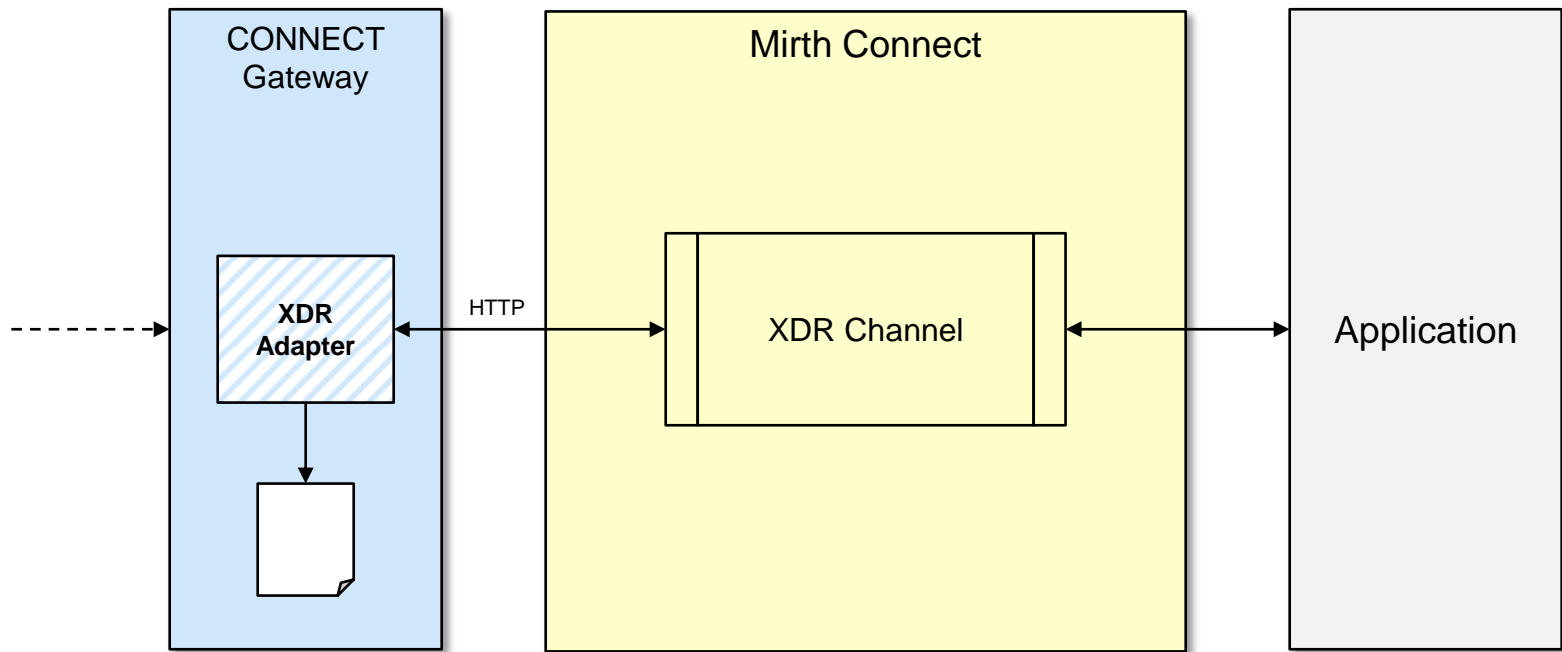 CONNECT
Gateway
Mirth Connect
XDR
Adapter
HTTP
XDR Channel
Application